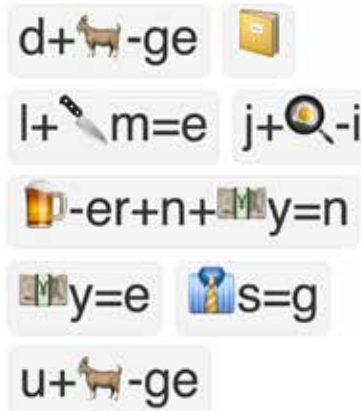 d+🐐-ge 📒
l+🔪m=e j+🍳-i
🍺-er+n+💴y=n
💴y=e 👔s=g
u+🐐-ge